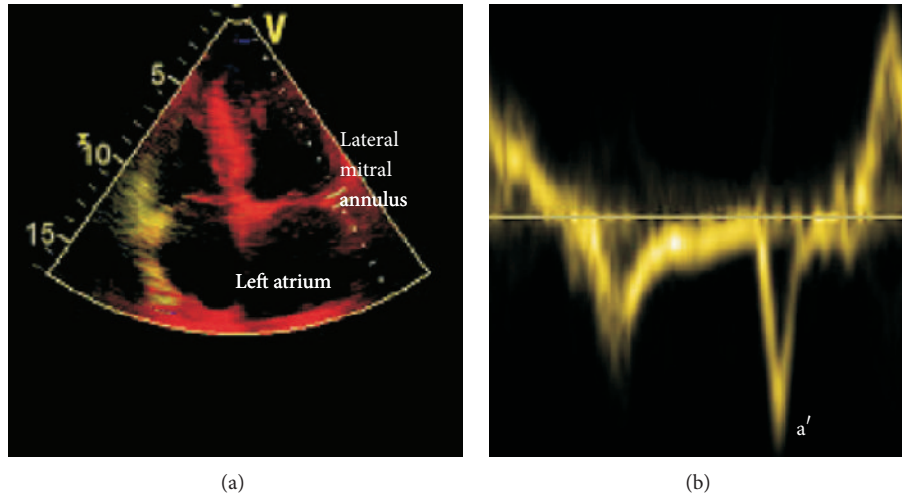 V
5
10
15
Lateral
mitral
annulus
Left atrium
a′
(a)
(b)